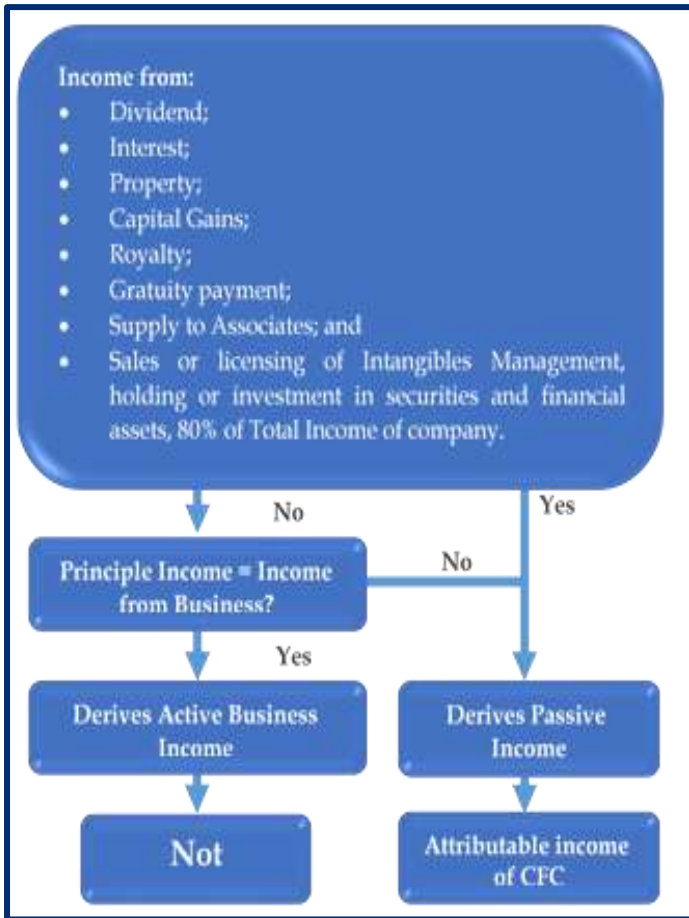 Income from:
• Dividend;
• Interest;
• Property;
• Capital Gains;
• Royalty;
• Gratuity payment;
• Supply to Associates; and
• Sales or licensing of Intangibles Management,
holding or investment in securities and financial
assets, 80% of Total Income of company.
No
Yes
Principle Income = Income
from Business?
No
Yes
Derives Active Business
Income
Derives Passive
Income
Not
Attributable income
of CFC